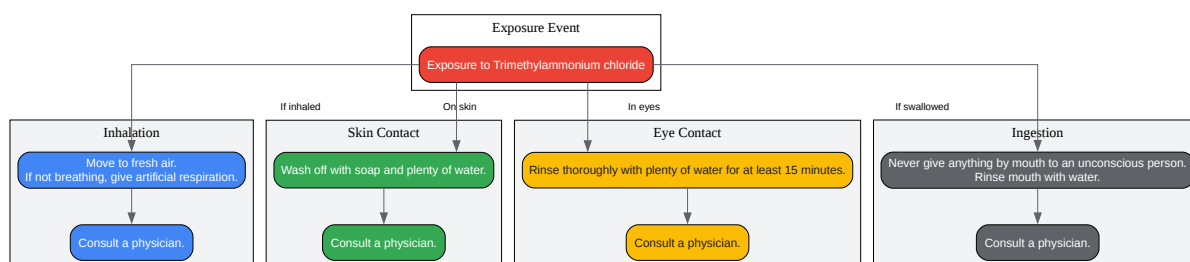 Exposure Event
Exposure to Trimethylammonium chloride
If inhaled
On skin
In eyes
If swallowed
Inhalation
Move to fresh air.
If not breathing, give artificial respiration.
Consult a physician.
Skin Contact
Wash off with soap and plenty of water.
Consult a physician.
Eye Contact
Rinse thoroughly with plenty of water for at least 15 minutes.
Consult a physician.
Ingestion
Never give anything by mouth to an unconscious person.
Rinse mouth with water.
Consult a physician.